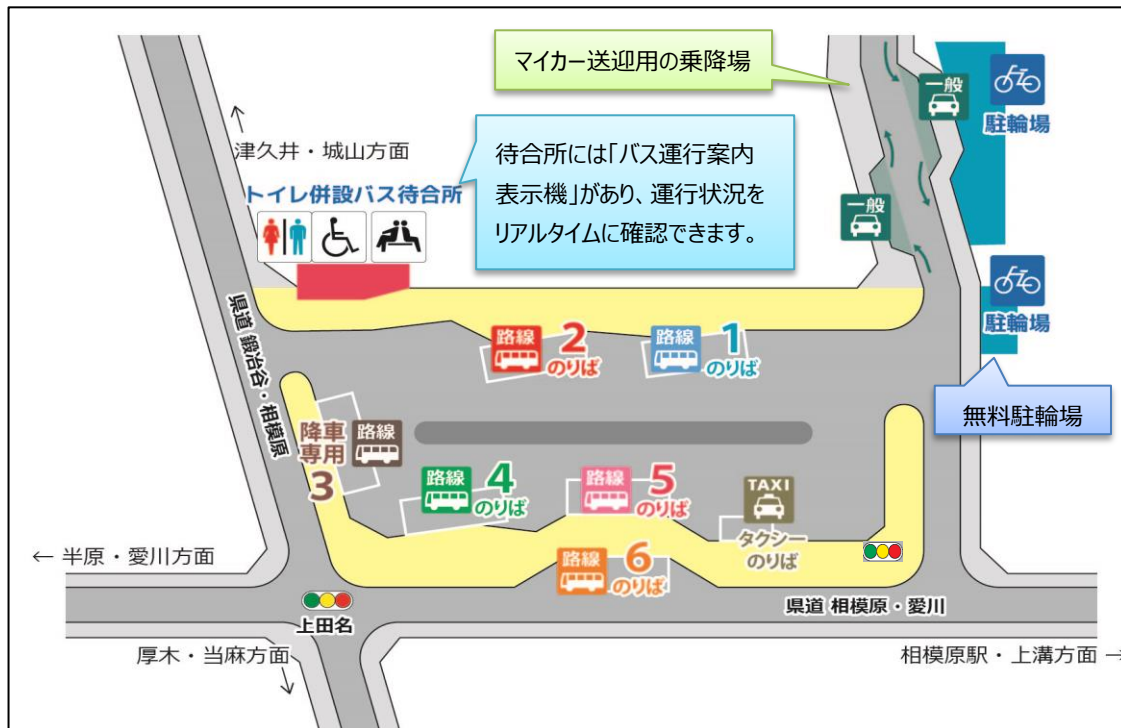 マイカー送迎用の乗降場
一般
駐輪場
津久井・城山方面
待合所には「バス運行案内
表示機」があり、運行状況を
リアルタイムに確認できます。
トイレ併設バス待合所
一般
駐輪場
県道 鍛冶谷・相模原
路線 2 のりば
路線 1 のりば
無料駐輪場
降車
専用
3
路線
路線 4 のりば
路線 5 のりば
TAXI
タクシー
のりば
← 半原・愛川方面
路線 6 のりば
県道 相模原・愛川
上田名
厚木・当麻方面
相模原駅・上溝方面 →